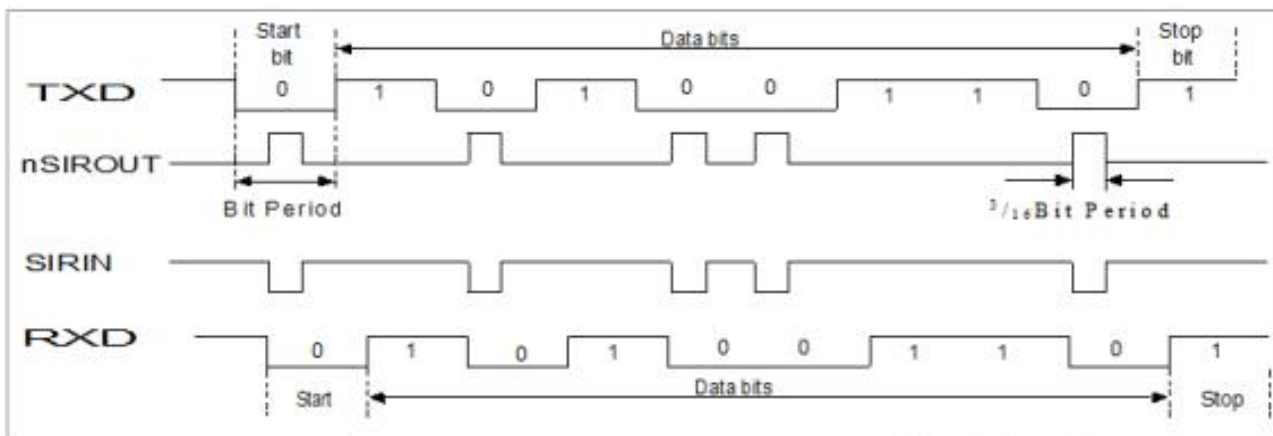 Start
bit
Data bits
Stop
bit
TXD
0 1 0 1 0 0 1 1 0 1
nSIROUT
Bit Period
3/16Bit Period
SIRIN
RXD
0 1 0 1 0 0 1 1 0 1
Start
Data bits
Stop